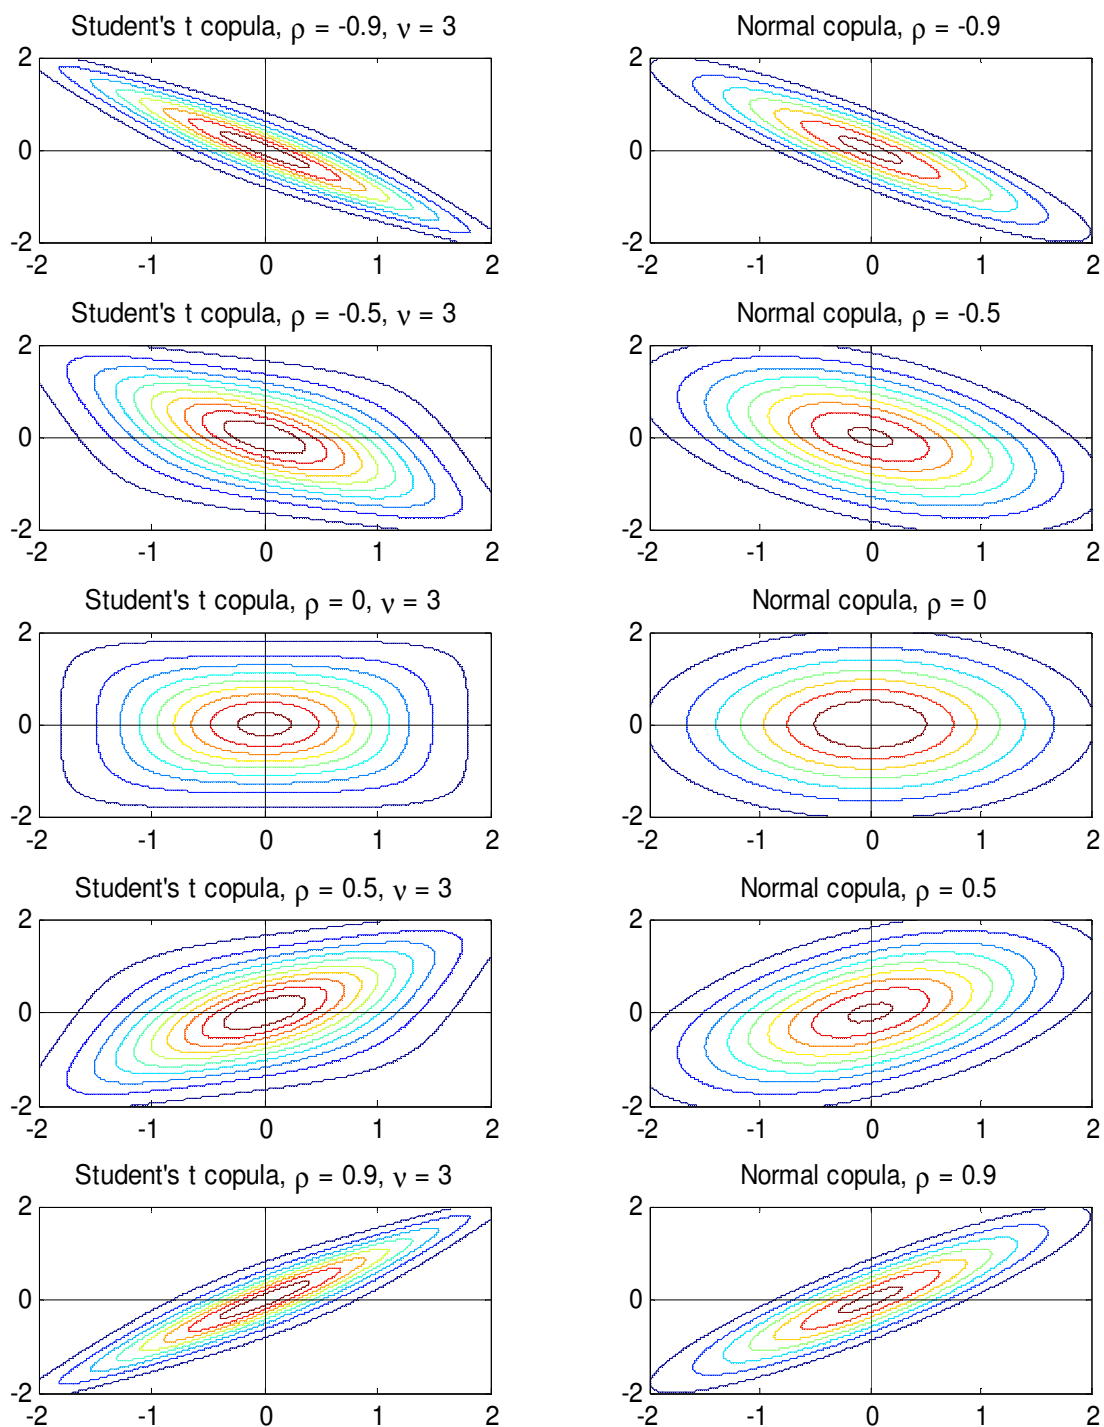 Student's t copula, ρ = -0.9, ν = 3
Normal copula, ρ = -0.9
2
0
-2
-2 -1 0 1 2
2
0
-2
-2 -1 0 1 2
Student's t copula, ρ = -0.5, ν = 3
Normal copula, ρ = -0.5
2
0
-2
-2 -1 0 1 2
2
0
-2
-2 -1 0 1 2
Student's t copula, ρ = 0, ν = 3
Normal copula, ρ = 0
2
0
-2
-2 -1 0 1 2
2
0
-2
-2 -1 0 1 2
Student's t copula, ρ = 0.5, ν = 3
Normal copula, ρ = 0.5
2
0
-2
-2 -1 0 1 2
2
0
-2
-2 -1 0 1 2
Student's t copula, ρ = 0.9, ν = 3
Normal copula, ρ = 0.9
2
0
-2
-2 -1 0 1 2
2
0
-2
-2 -1 0 1 2